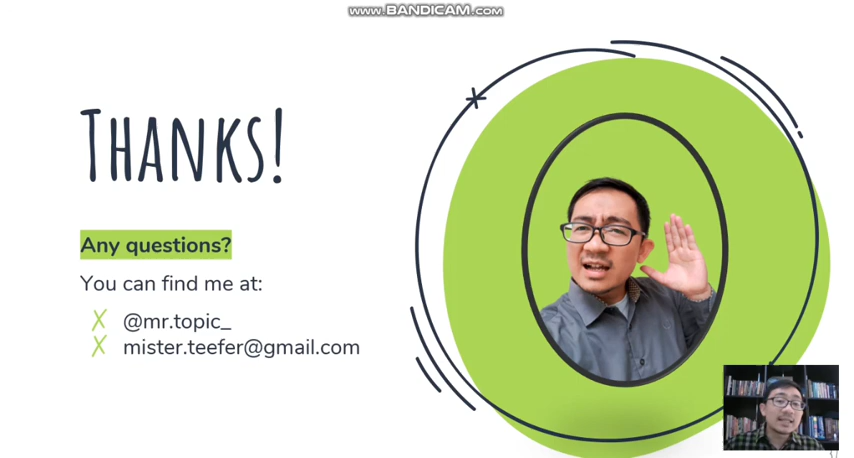 www.BANDICAM.com
THANKS!
Any questions?
You can find me at:
@mr.topic_
mister.teefer@gmail.com